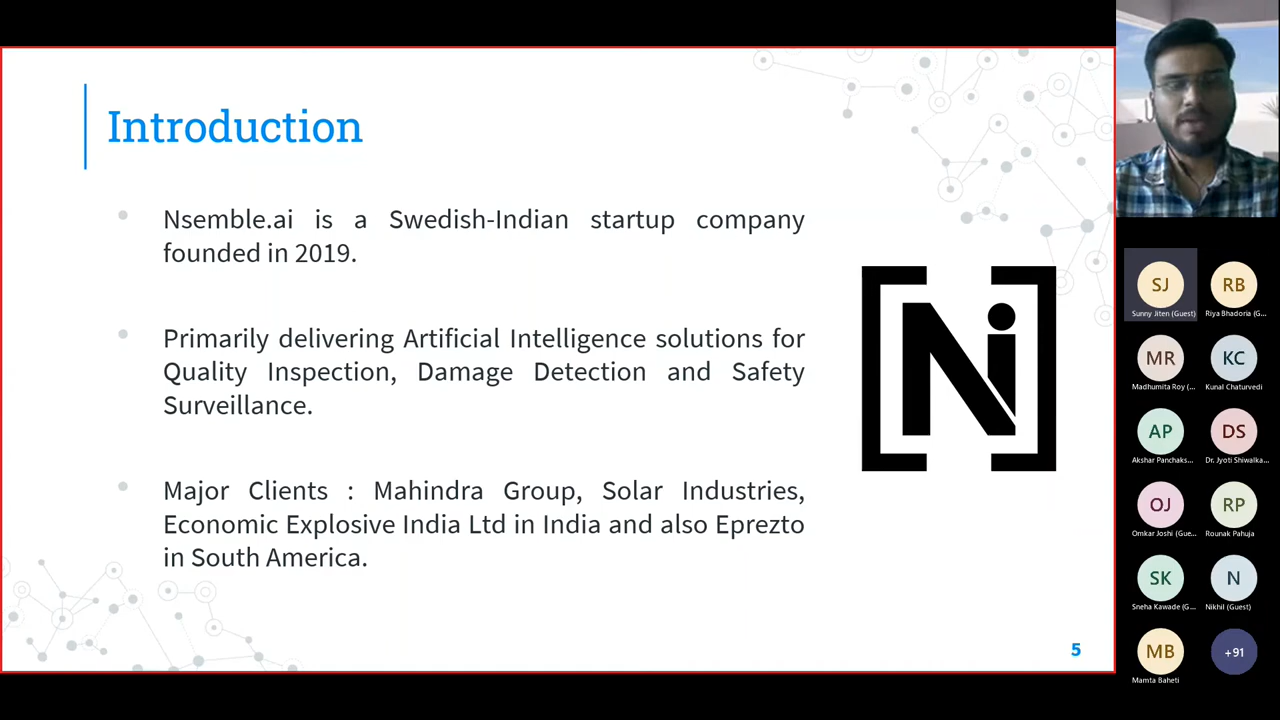 Introduction
Nsemble.ai is a Swedish-Indian startup company
founded in 2019.
Primarily delivering Artificial Intelligence solutions for
Quality Inspection, Damage Detection and Safety
Surveillance.
Major Clients : Mahindra Group, Solar Industries,
Economic Explosive India Ltd in India and also Eprezto
in South America.
Ni
5
SJ
RB
Sunny Jiten (Guest)
Riya Bhadoria (G...
MR
KC
Madhumita Roy (...
Kunal Chaturvedi
AP
DS
Akshar Panchaks...
Dr. Jyoti Shiwalka...
OJ
RP
Omkar Joshi (Gue...
Rounak Pahuja
SK
N
Sneha Kawade (G...
Nikhil (Guest)
MB
+91
Mamta Baheti